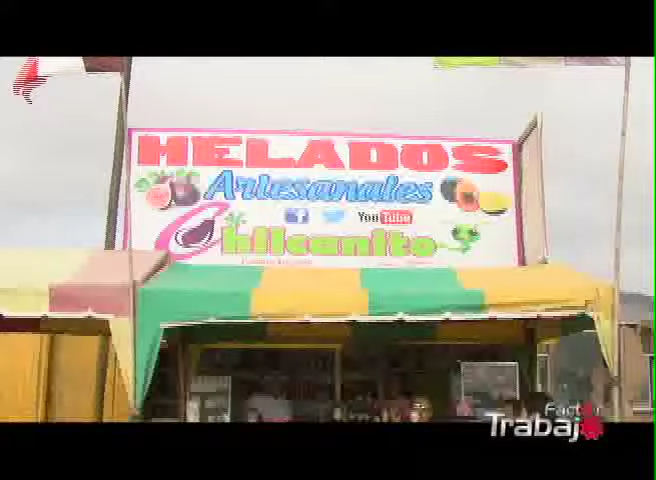 HELADOS
Artesanales
YouTube
Chilcanito
Factor
Trabajo